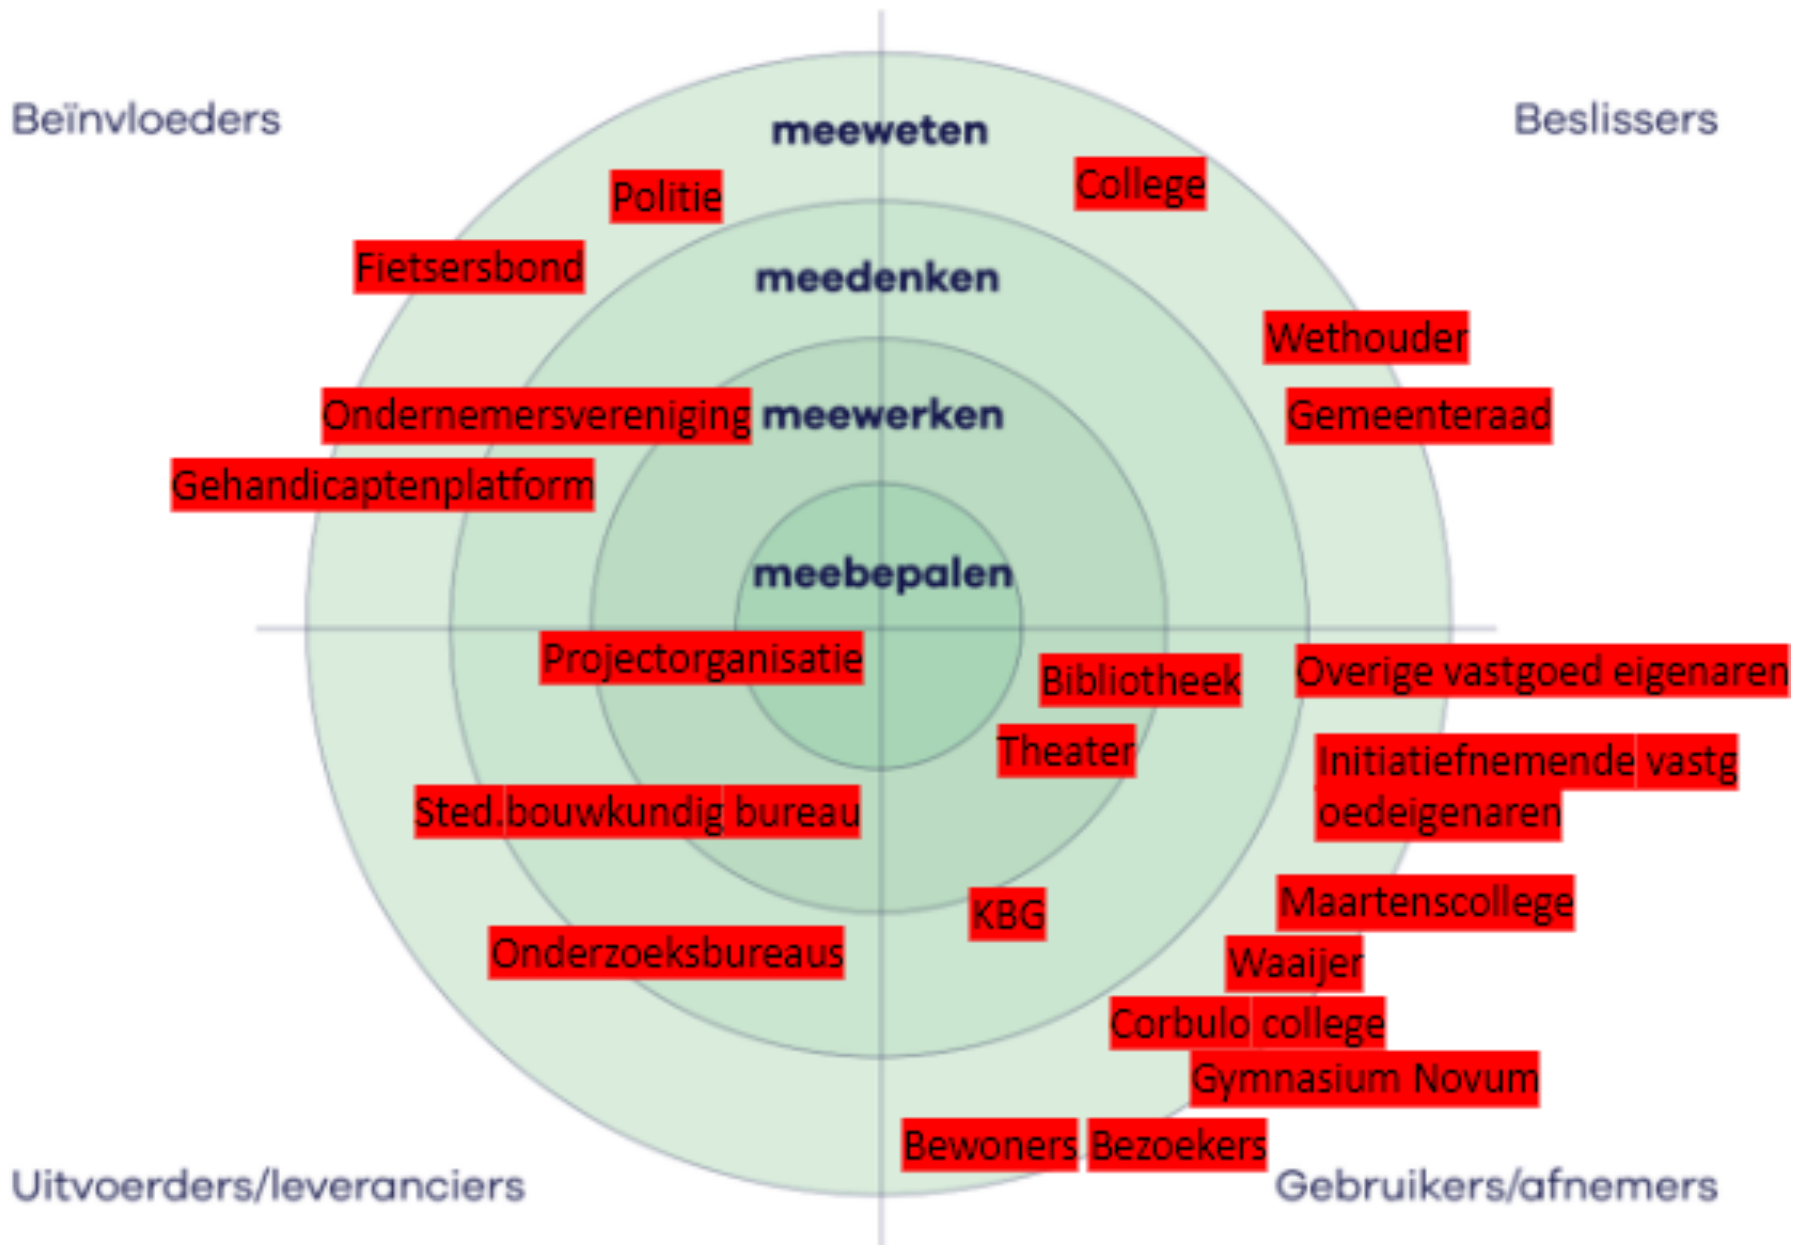 Beïnvloeders
Beslissers
meeweten
Politie
College
Fietsersbond
meedenken
Wethouder
Ondernemersvereniging
meewerken
Gemeenteraad
Gehandicaptenplatform
meebepalen
Projectorganisatie
Bibliotheek
Overige vastgoed eigenaren
Theater
Initiatiefnemende vastg
oedeigenaren
Sted.bouwkundig bureau
KBG
Maartenscollege
Onderzoeksbureaus
Waaijer
Corbulo college
Gymnasium Novum
Bewoners Bezoekers
Uitvoerders/leveranciers
Gebruikers/afnemers